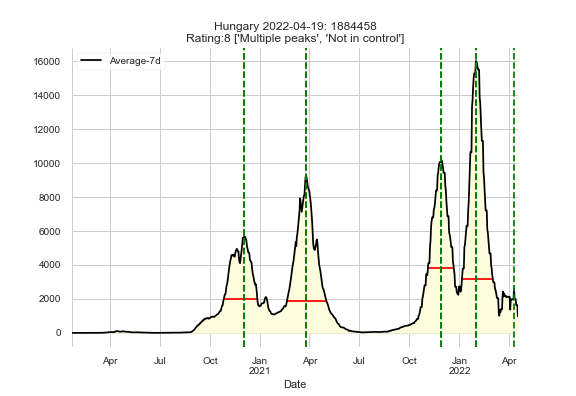 Hungary 2022-04-19: 1884458
Rating:8 ['Multiple peaks', 'Not in control']
Average-7d
16000
14000
12000
10000
8000
6000
4000
2000
0
Apr Jul Oct Jan Apr Jul Oct Jan Apr
2021 2022
Date